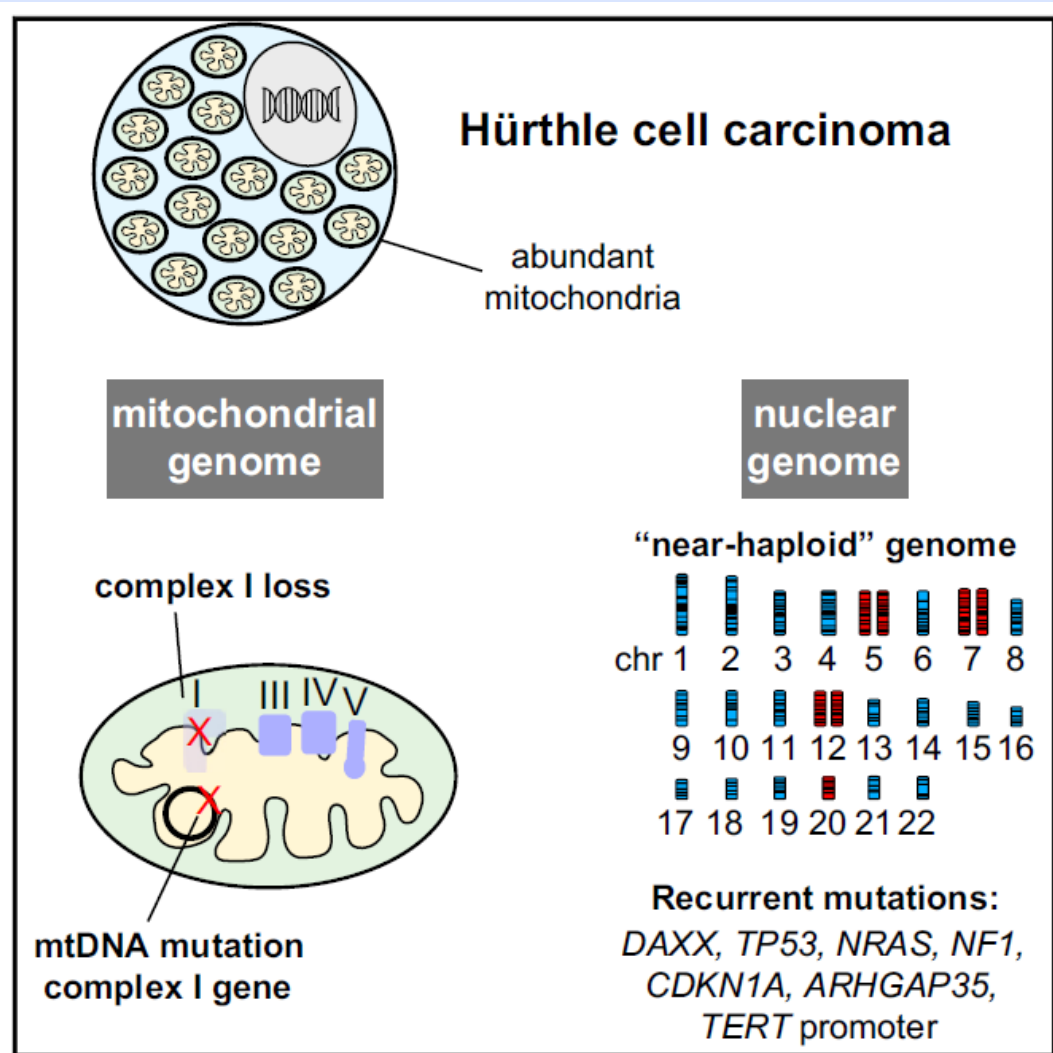 Hürthle cell carcinoma
abundant
mitochondria
mitochondrial
genome
complex I loss
I III IV V
X
X
mtDNA mutation
complex I gene
nuclear
genome
“near-haploid” genome
chr 1 2 3 4 5 6 7 8
9 10 11 12 13 14 15 16
17 18 19 20 21 22
Recurrent mutations:
DAXX, TP53, NRAS, NF1,
CDKN1A, ARHGAP35,
TERT promoter